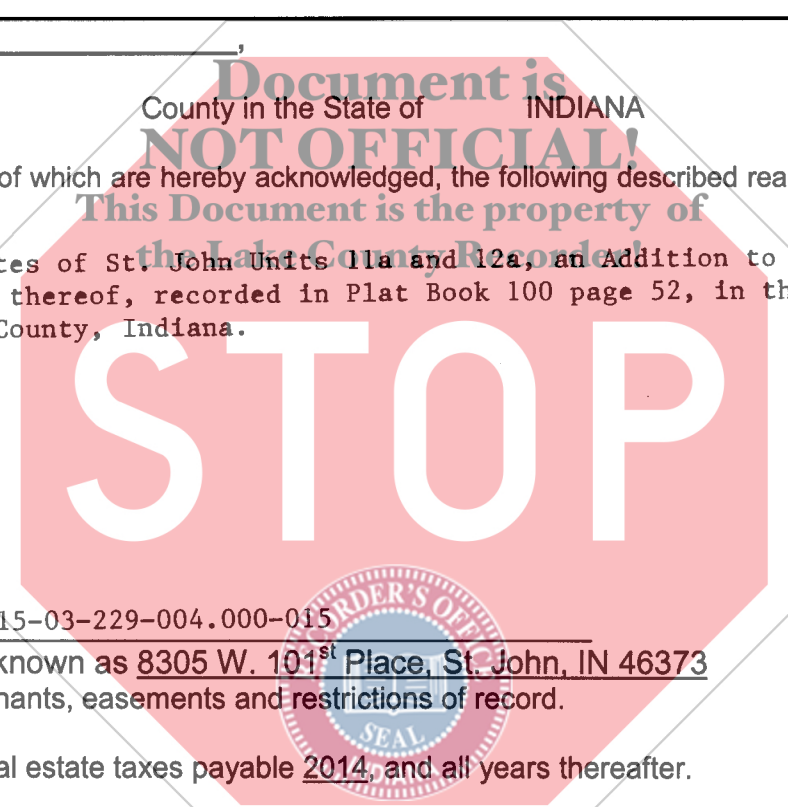 ,
Document is
County in the State of INDIANA
NOT OFFICIAL!
of which are hereby acknowledged, the following described rea
This Document is the property of
the Lake County Recorder!
tes of St. John Units 11a and 12a, an Addition to
thereof, recorded in Plat Book 100 page 52, in th
County, Indiana.
STOP
15-03-229-004.000-015
known as 8305 W. 101st Place, St. John, IN 46373
nants, easements and restrictions of record.
al estate taxes payable 2014, and all years thereafter.
RECORDER'S OFFICE
SEAL
INDIANA